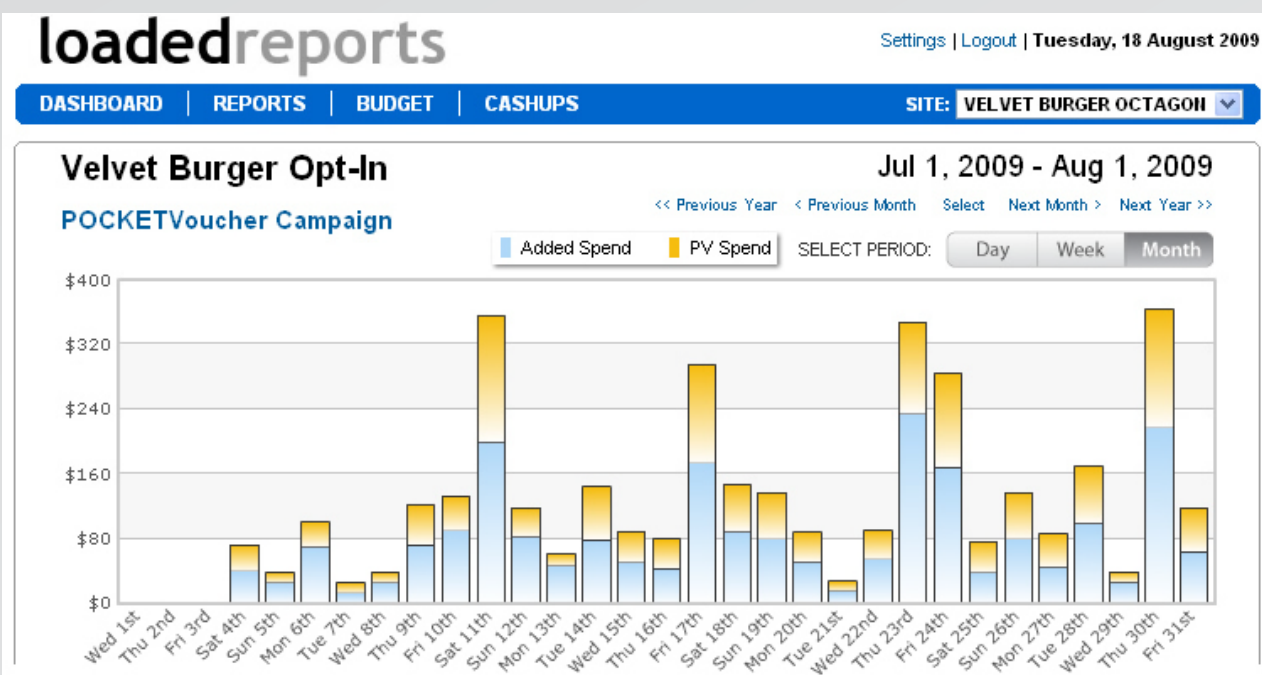 loadedreports
Settings | Logout | Tuesday, 18 August 2009
DASHBOARD | REPORTS | BUDGET | CASHUPS
SITE: VELVET BURGER OCTAGON
Velvet Burger Opt-In
Jul 1, 2009 - Aug 1, 2009
POCKETVoucher Campaign
<< Previous Year < Previous Month Select Next Month > Next Year >>
Added Spend PV Spend SELECT PERIOD: Day Week Month
$400
$320
$240
$160
$80
$0
Wed 1st
Thu 2nd
Fri 3rd
Sat 4th
Sun 5th
Mon 6th
Tue 7th
Wed 8th
Thu 9th
Fri 10th
Sat 11th
Sun 12th
Mon 13th
Tue 14th
Wed 15th
Thu 16th
Fri 17th
Sat 18th
Sun 19th
Mon 20th
Tue 21st
Wed 22nd
Thu 23rd
Fri 24th
Sat 25th
Sun 26th
Mon 27th
Tue 28th
Wed 29th
Thu 30th
Fri 31st